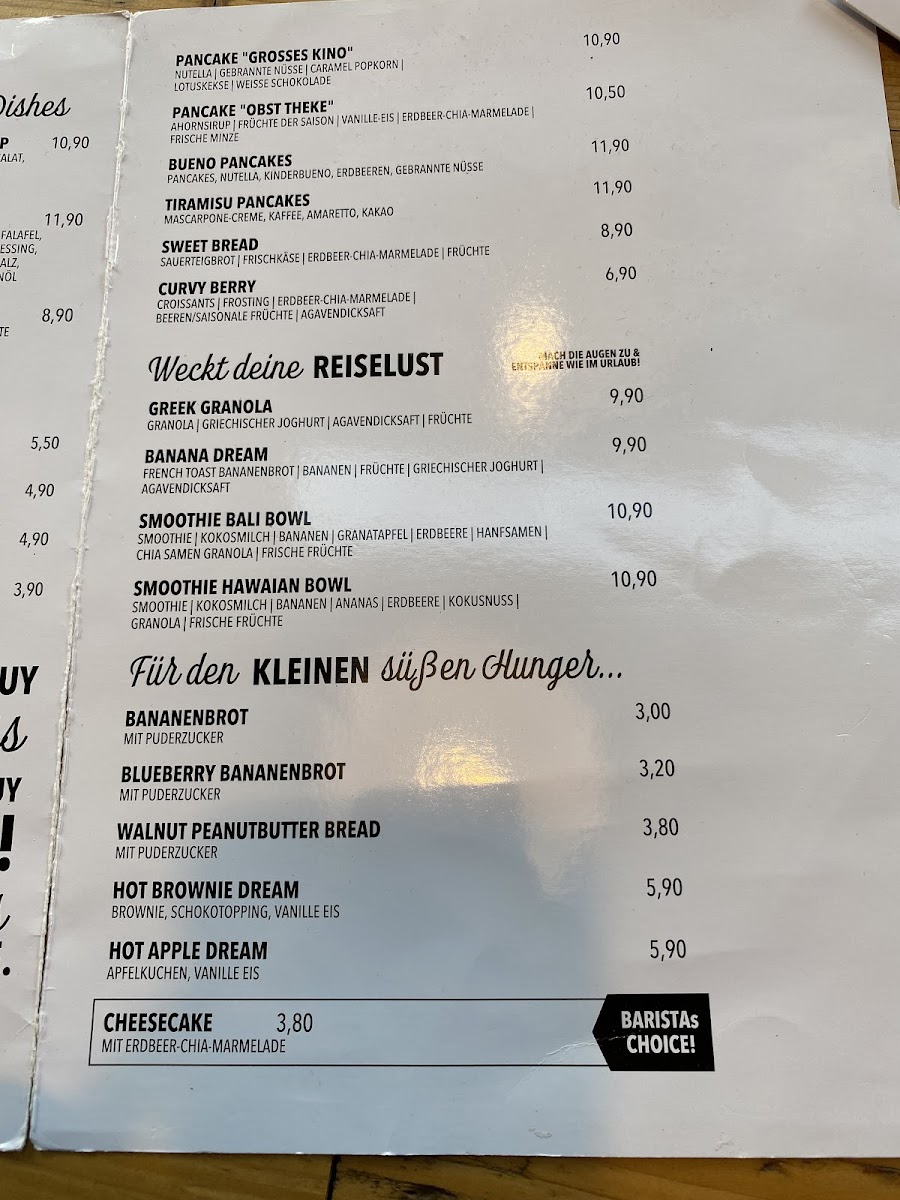 Dishes
10,90
11,90
FALAFEL,
8,90
5,50
4,90
4,90
3,90
PANCAKE "GROSSES KINO" 10,90
NUTELLA | GEBRANNTE NÜSSE | CARAMEL POPKORN |
LOTUSKEKSE | WEISSE SCHOKOLADE
PANCAKE "OBST THEKE" 10,50
AHORNSIRUP | FRÜCHTE DER SAISON | VANILLE-EIS | ERDBEER-CHIA-MARMELADE |
FRISCHE MINZE
BUENO PANCAKES 11,90
PANCAKES, NUTELLA, KINDERBUENO, ERDBEEREN, GEBRANNTE NÜSSE
TIRAMISU PANCAKES 11,90
MASCARPONE-CREME, KAFFEE, AMARETTO, KAKAO
SWEET BREAD 8,90
SAUERTEIGBROT | FRISCHKÄSE | ERDBEER-CHIA-MARMELADE | FRÜCHTE
CURVY BERRY 6,90
CROISSANTS | FROSTING | ERDBEER-CHIA-MARMELADE |
BEEREN/SAISONALE FRÜCHTE | AGAVENDICKSAFT
Weckt deine REISELUST
MACH DIE AUGEN ZU &
ENTSPANNE WIE IM URLAUB!
GREEK GRANOLA 9,90
GRANOLA | GRIECHISCHER JOGHURT | AGAVENDICKSAFT | FRÜCHTE
BANANA DREAM 9,90
FRENCH TOAST BANANENBROT | BANANEN | FRÜCHTE | GRIECHISCHER JOGHURT |
AGAVENDICKSAFT
SMOOTHIE BALI BOWL 10,90
SMOOTHIE | KOKOSMILCH | BANANEN | GRANATAPFEL | ERDBEERE | HANFSAMEN |
CHIA SAMEN GRANOLA | FRISCHE FRÜCHTE
SMOOTHIE HAWAIAN BOWL 10,90
SMOOTHIE | KOKOSMILCH | BANANEN | ANANAS | ERDBEERE | KOKUSNUSS |
GRANOLA | FRISCHE FRÜCHTE
Für den KLEINEN süßen Hunger...
BANANENBROT 3,00
MIT PUDERZUCKER
BLUEBERRY BANANENBROT 3,20
MIT PUDERZUCKER
WALNUT PEANUTBUTTER BREAD 3,80
MIT PUDERZUCKER
HOT BROWNIE DREAM 5,90
BROWNIE, SCHOKOTOPPING, VANILLE EIS
HOT APPLE DREAM 5,90
APFELKUCHEN, VANILLE EIS
CHEESECAKE 3,80
MIT ERDBEER-CHIA-MARMELADE
BARISTAs
CHOICE!